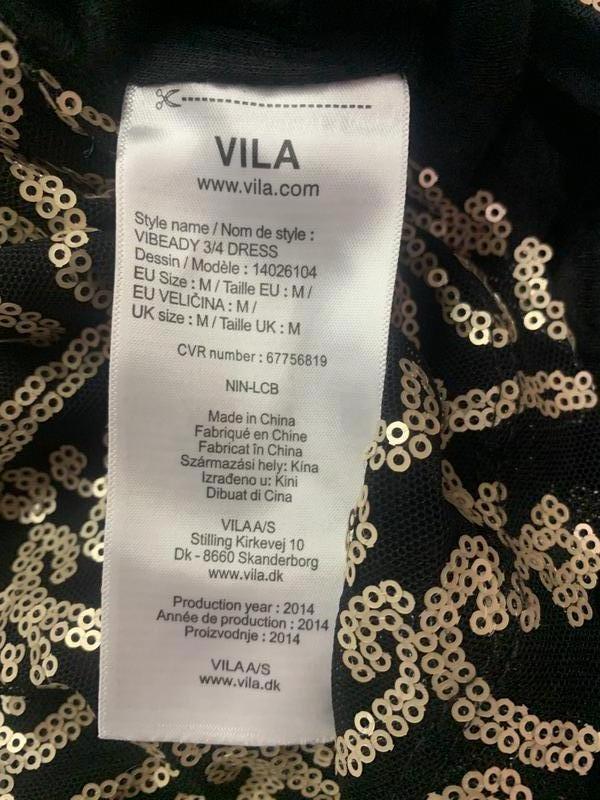 VILA
www.vila.com
Style name / Nom de style :
VIBEADY 3/4 DRESS
Dessin / Modèle : 14026104
EU Size : M / Taille EU : M /
EU VELIČINA : M /
UK size : M / Taille UK : M
CVR number : 67756819
NIN-LCB
Made in China
Fabriqué en Chine
Fabricat în China
Származási hely: Kína
Izrađeno u: Kini
Dibuat di Cina
VILA A/S
Stilling Kirkevej 10
Dk - 8660 Skanderborg
www.vila.dk
Production year : 2014
Année de production : 2014
Proizvodnje : 2014
VILA A/S
www.vila.dk